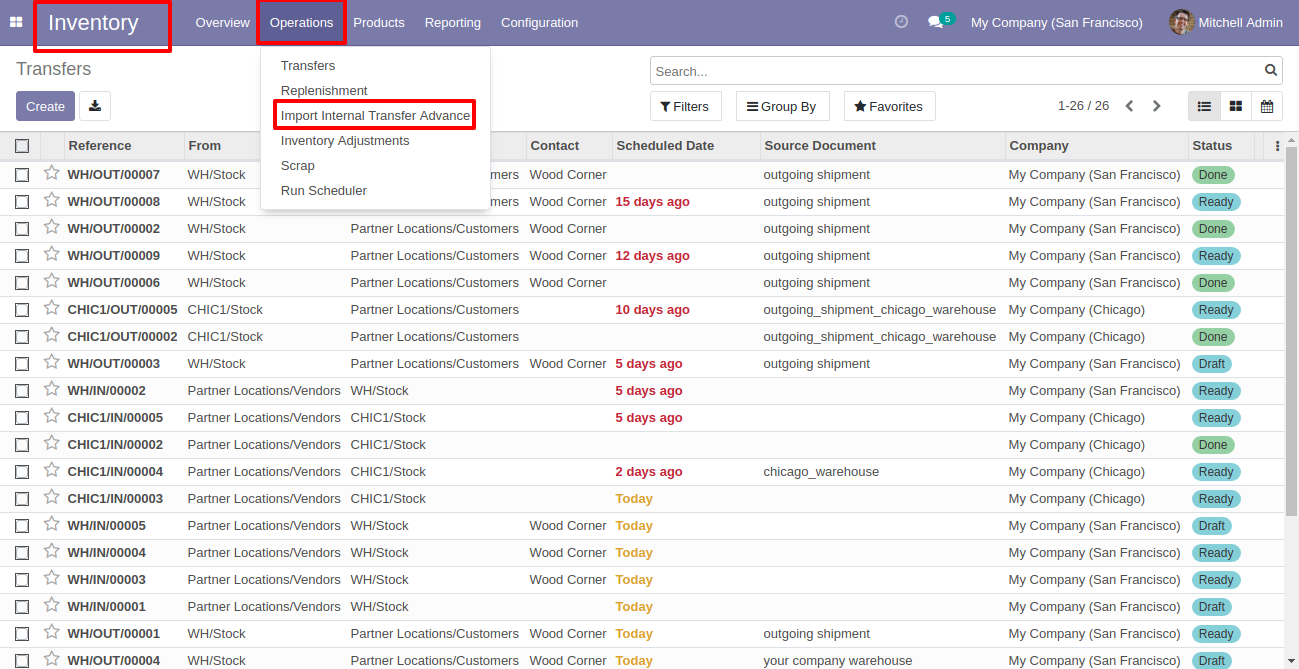 Inventory Overview Operations Products Reporting Configuration 5 My Company (San Francisco) Mitchell Admin
Transfers
Search...
Create
Filters Group By Favorites 1-26 / 26
Transfers
Replenishment
Import Internal Transfer Advance
Inventory Adjustments
Scrap
Run Scheduler
Reference From Contact Scheduled Date Source Document Company Status
WH/OUT/00007 WH/Stock mers Wood Corner outgoing shipment My Company (San Francisco) Done
WH/OUT/00008 WH/Stock mers Wood Corner 15 days ago outgoing shipment My Company (San Francisco) Ready
WH/OUT/00002 WH/Stock Partner Locations/Customers Wood Corner outgoing shipment My Company (San Francisco) Done
WH/OUT/00009 WH/Stock Partner Locations/Customers Wood Corner 12 days ago outgoing shipment My Company (San Francisco) Ready
WH/OUT/00006 WH/Stock Partner Locations/Customers Wood Corner outgoing shipment My Company (San Francisco) Done
CHIC1/OUT/00005 CHIC1/Stock Partner Locations/Customers 10 days ago outgoing_shipment_chicago_warehouse My Company (Chicago) Ready
CHIC1/OUT/00002 CHIC1/Stock Partner Locations/Customers outgoing_shipment_chicago_warehouse My Company (Chicago) Done
WH/OUT/00003 WH/Stock Partner Locations/Customers Wood Corner 5 days ago outgoing shipment My Company (San Francisco) Draft
WH/IN/00002 Partner Locations/Vendors WH/Stock 5 days ago My Company (San Francisco) Ready
CHIC1/IN/00005 Partner Locations/Vendors CHIC1/Stock 5 days ago My Company (Chicago) Ready
CHIC1/IN/00002 Partner Locations/Vendors CHIC1/Stock My Company (Chicago) Done
CHIC1/IN/00004 Partner Locations/Vendors CHIC1/Stock 2 days ago chicago_warehouse My Company (Chicago) Ready
CHIC1/IN/00003 Partner Locations/Vendors CHIC1/Stock Today My Company (Chicago) Ready
WH/IN/00005 Partner Locations/Vendors WH/Stock Wood Corner Today My Company (San Francisco) Draft
WH/IN/00004 Partner Locations/Vendors WH/Stock Wood Corner Today My Company (San Francisco) Ready
WH/IN/00003 Partner Locations/Vendors WH/Stock Wood Corner Today My Company (San Francisco) Ready
WH/IN/00001 Partner Locations/Vendors WH/Stock Today My Company (San Francisco) Draft
WH/OUT/00001 WH/Stock Partner Locations/Customers Wood Corner Today outgoing shipment My Company (San Francisco) Ready
WH/OUT/00004 WH/Stock Partner Locations/Customers Wood Corner Today your company warehouse My Company (San Francisco) Draft